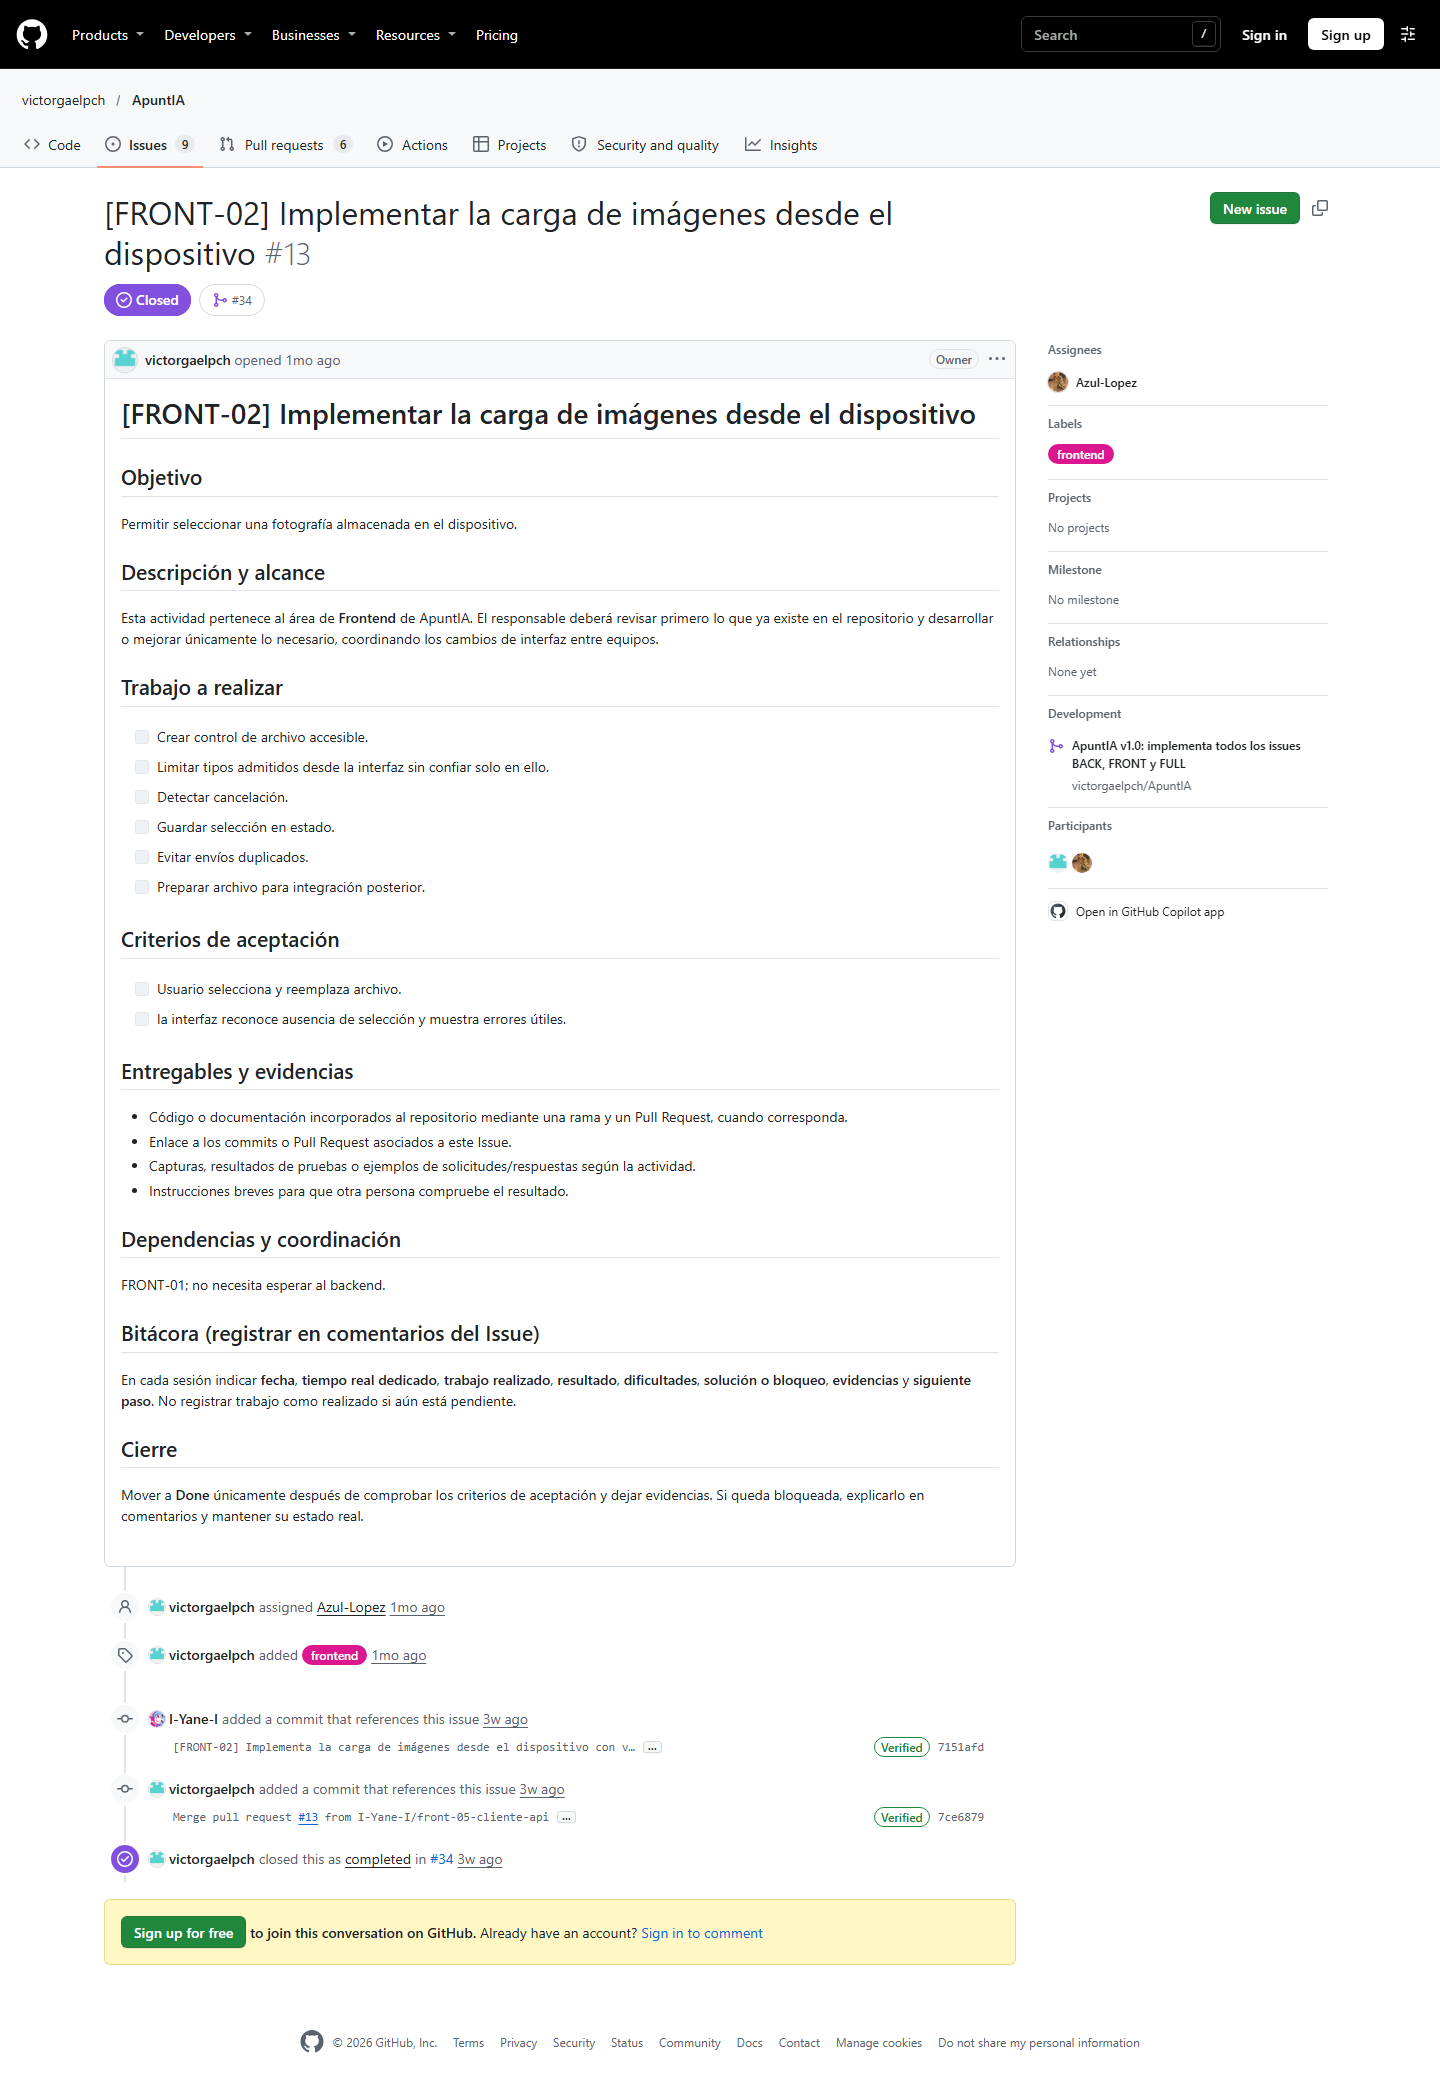 Products Developers Businesses Resources Pricing Search / Sign in Sign up
victorgaelpch / ApuntIA
Code Issues 9 Pull requests 6 Actions Projects Security and quality Insights
[FRONT-02] Implementar la carga de imágenes desde el
dispositivo #13
New issue
Closed #34
victorgaelpch opened 1mo ago Owner
[FRONT-02] Implementar la carga de imágenes desde el dispositivo
Objetivo
Permitir seleccionar una fotografía almacenada en el dispositivo.
Descripción y alcance
Esta actividad pertenece al área de Frontend de ApuntIA. El responsable deberá revisar primero lo que ya existe en el repositorio y desarrollar
o mejorar únicamente lo necesario, coordinando los cambios de interfaz entre equipos.
Trabajo a realizar
Crear control de archivo accesible.
Limitar tipos admitidos desde la interfaz sin confiar solo en ello.
Detectar cancelación.
Guardar selección en estado.
Evitar envíos duplicados.
Preparar archivo para integración posterior.
Criterios de aceptación
Usuario selecciona y reemplaza archivo.
la interfaz reconoce ausencia de selección y muestra errores útiles.
Entregables y evidencias
Código o documentación incorporados al repositorio mediante una rama y un Pull Request, cuando corresponda.
Enlace a los commits o Pull Request asociados a este Issue.
Capturas, resultados de pruebas o ejemplos de solicitudes/respuestas según la actividad.
Instrucciones breves para que otra persona compruebe el resultado.
Dependencias y coordinación
FRONT-01; no necesita esperar al backend.
Bitácora (registrar en comentarios del Issue)
En cada sesión indicar fecha, tiempo real dedicado, trabajo realizado, resultado, dificultades, solución o bloqueo, evidencias y siguiente
paso. No registrar trabajo como realizado si aún está pendiente.
Cierre
Mover a Done únicamente después de comprobar los criterios de aceptación y dejar evidencias. Si queda bloqueada, explicarlo en
comentarios y mantener su estado real.
Assignees
Azul-Lopez
Labels
frontend
Projects
No projects
Milestone
No milestone
Relationships
None yet
Development
ApuntIA v1.0: implementa todos los issues
BACK, FRONT y FULL
victorgaelpch/ApuntIA
Participants
Open in GitHub Copilot app
victorgaelpch assigned Azul-Lopez 1mo ago
victorgaelpch added frontend 1mo ago
I-Yane-I added a commit that references this issue 3w ago
[FRONT-02] Implementa la carga de imágenes desde el dispositivo con v… … Verified 7151afd
victorgaelpch added a commit that references this issue 3w ago
Merge pull request #13 from I-Yane-I/front-05-cliente-api … Verified 7ce6879
victorgaelpch closed this as completed in #34 3w ago
Sign up for free to join this conversation on GitHub. Already have an account? Sign in to comment
© 2026 GitHub, Inc. Terms Privacy Security Status Community Docs Contact Manage cookies Do not share my personal information